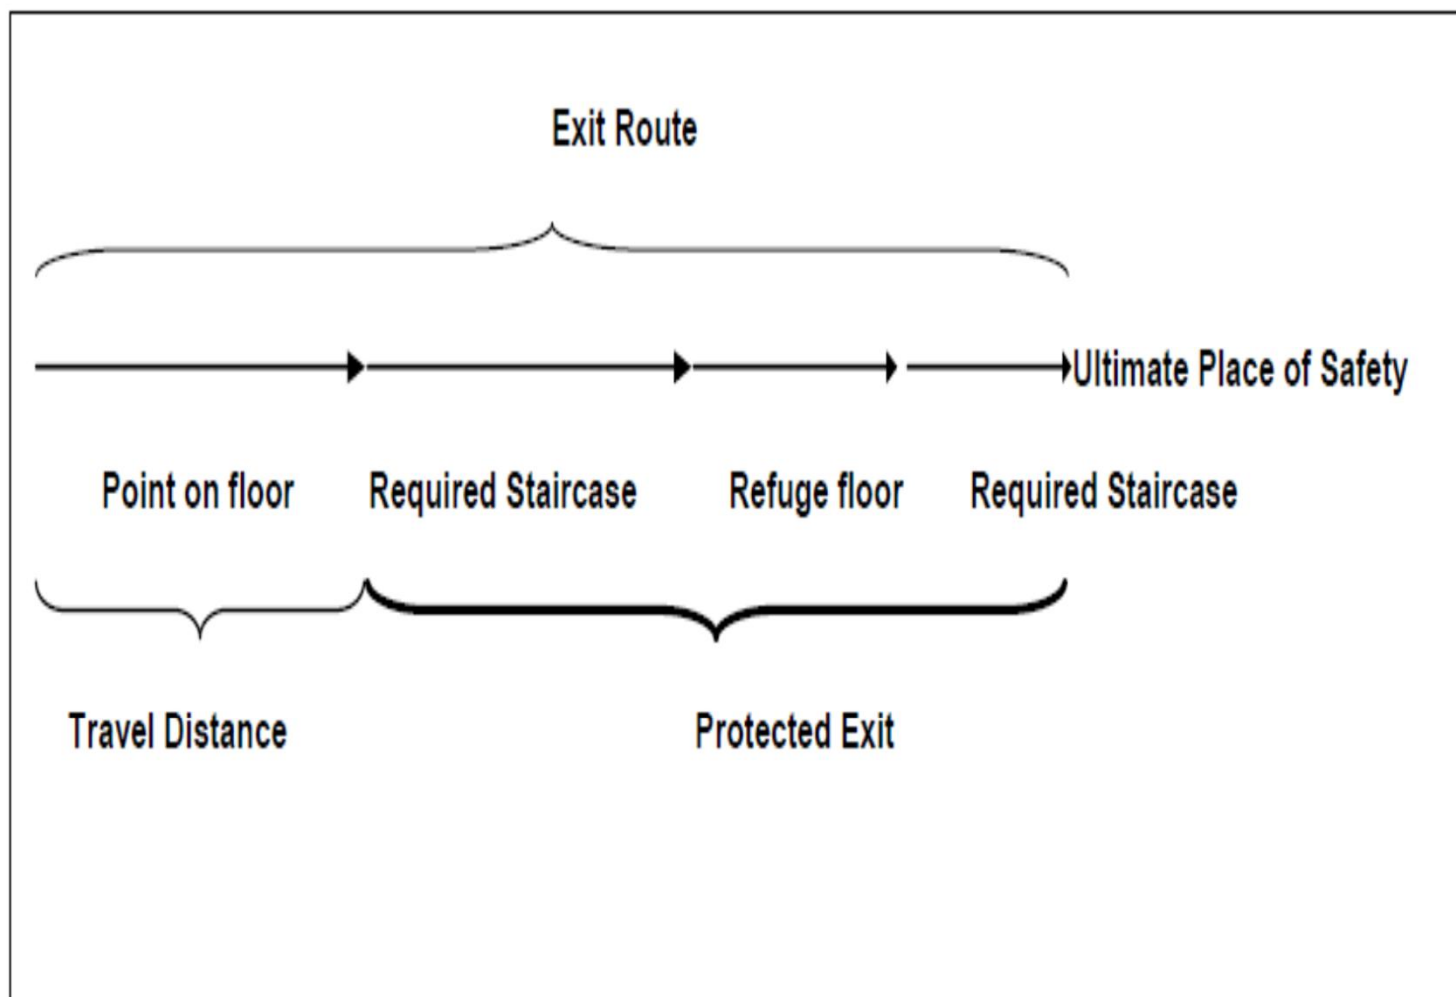 Exit Route
Ultimate Place of Safety
Point on floor
Required Staircase
Refuge floor
Required Staircase
Travel Distance
Protected Exit